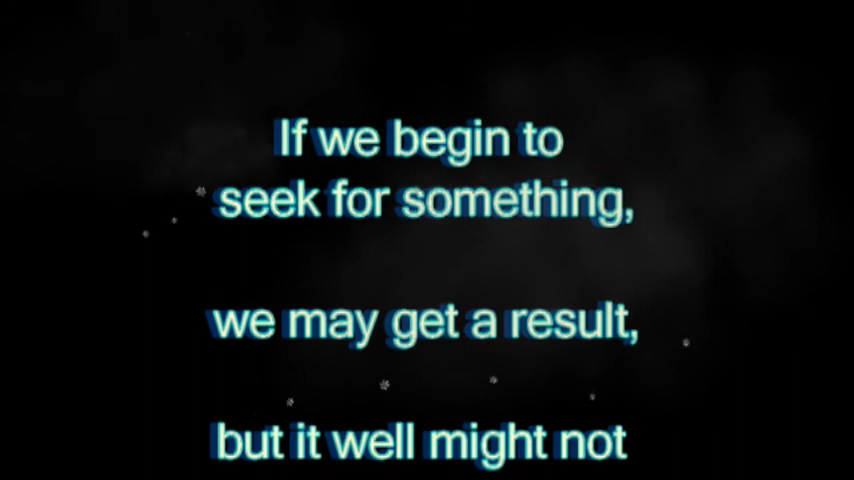 If we begin to
seek for something,
we may get a result,
but it well might not